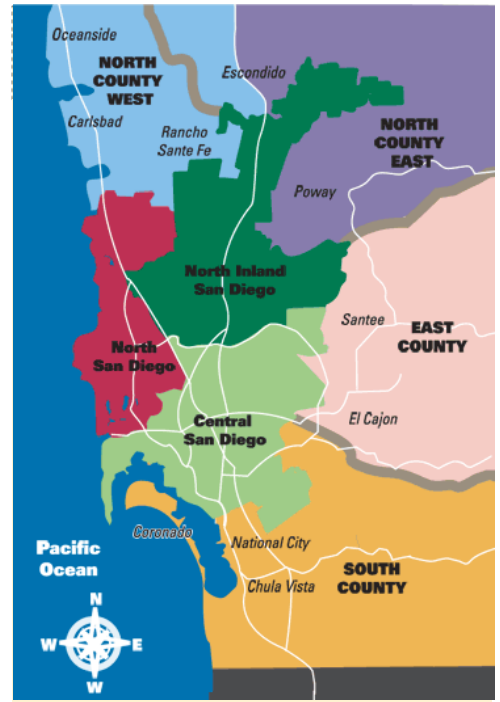 Oceanside
NORTH
COUNTY
WEST
Escondido
Carlsbad
Rancho
Sante Fe
NORTH
COUNTY
EAST
Poway
North Inland
San Diego
Santee
EAST
COUNTY
North
San Diego
El Cajon
Central
San Diego
Coronado
National City
Pacific
Ocean
SOUTH
COUNTY
Chula Vista
N
W
E
W